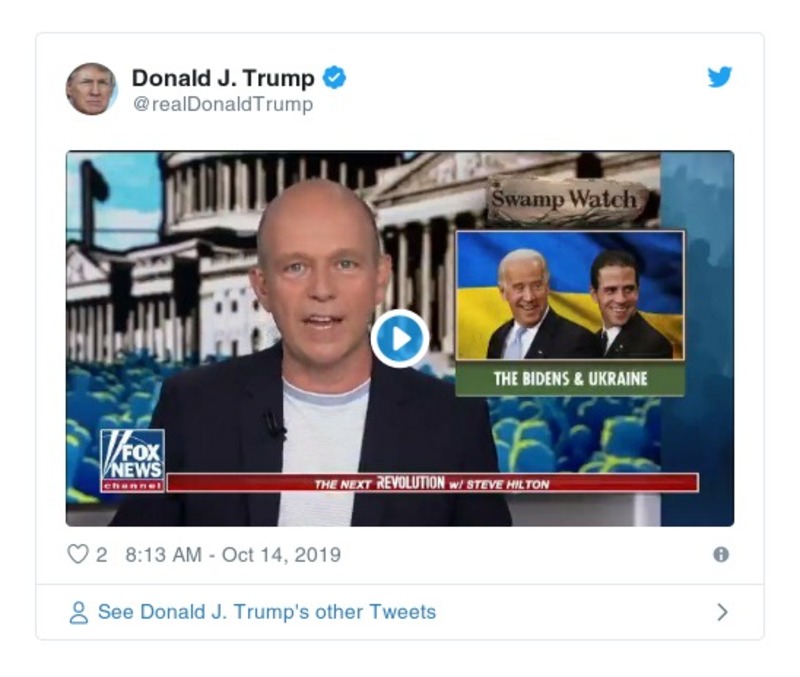 Donald J. Trump
@realDonaldTrump
Swamp Watch
THE BIDENS & UKRAINE
FOX
NEWS
channel
THE NEXT REVOLUTION w/ STEVE HILTON
2 8:13 AM - Oct 14, 2019
See Donald J. Trump's other Tweets